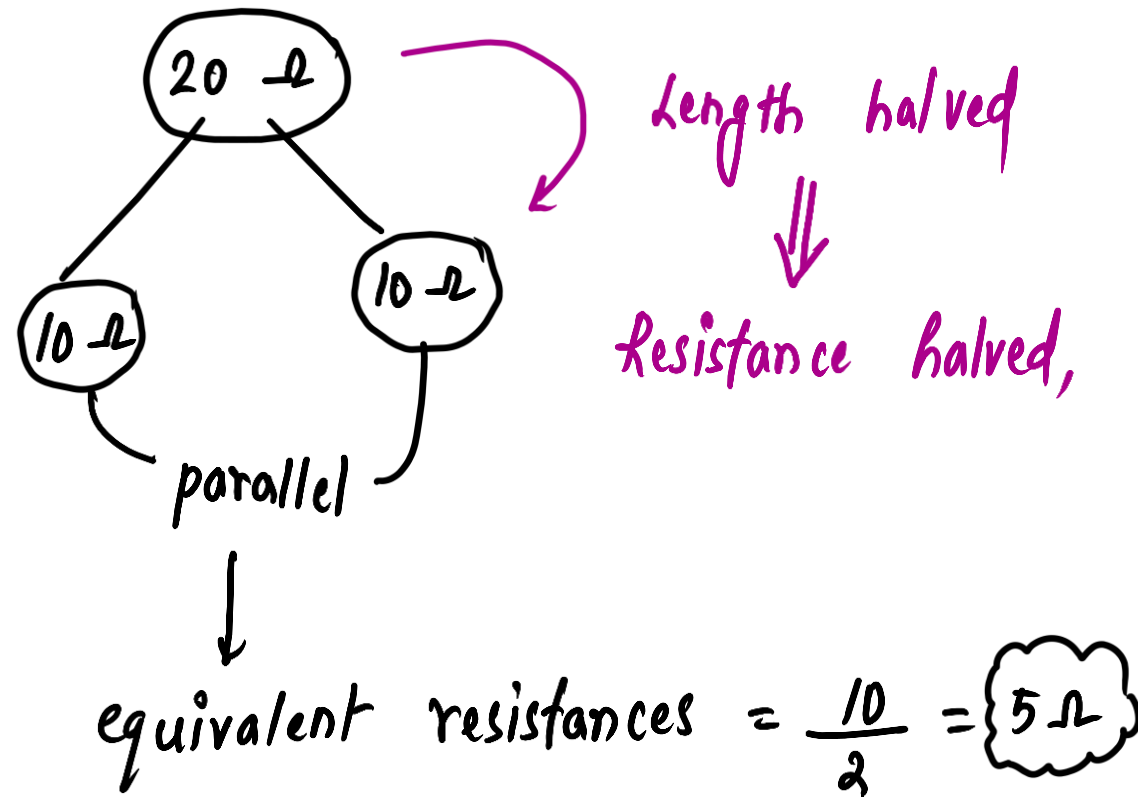 20 Ω
Length halved
⇓
10 Ω
10 Ω
Resistance halved,
parallel
↓
equivalent resistances = 10/2 = 5 Ω